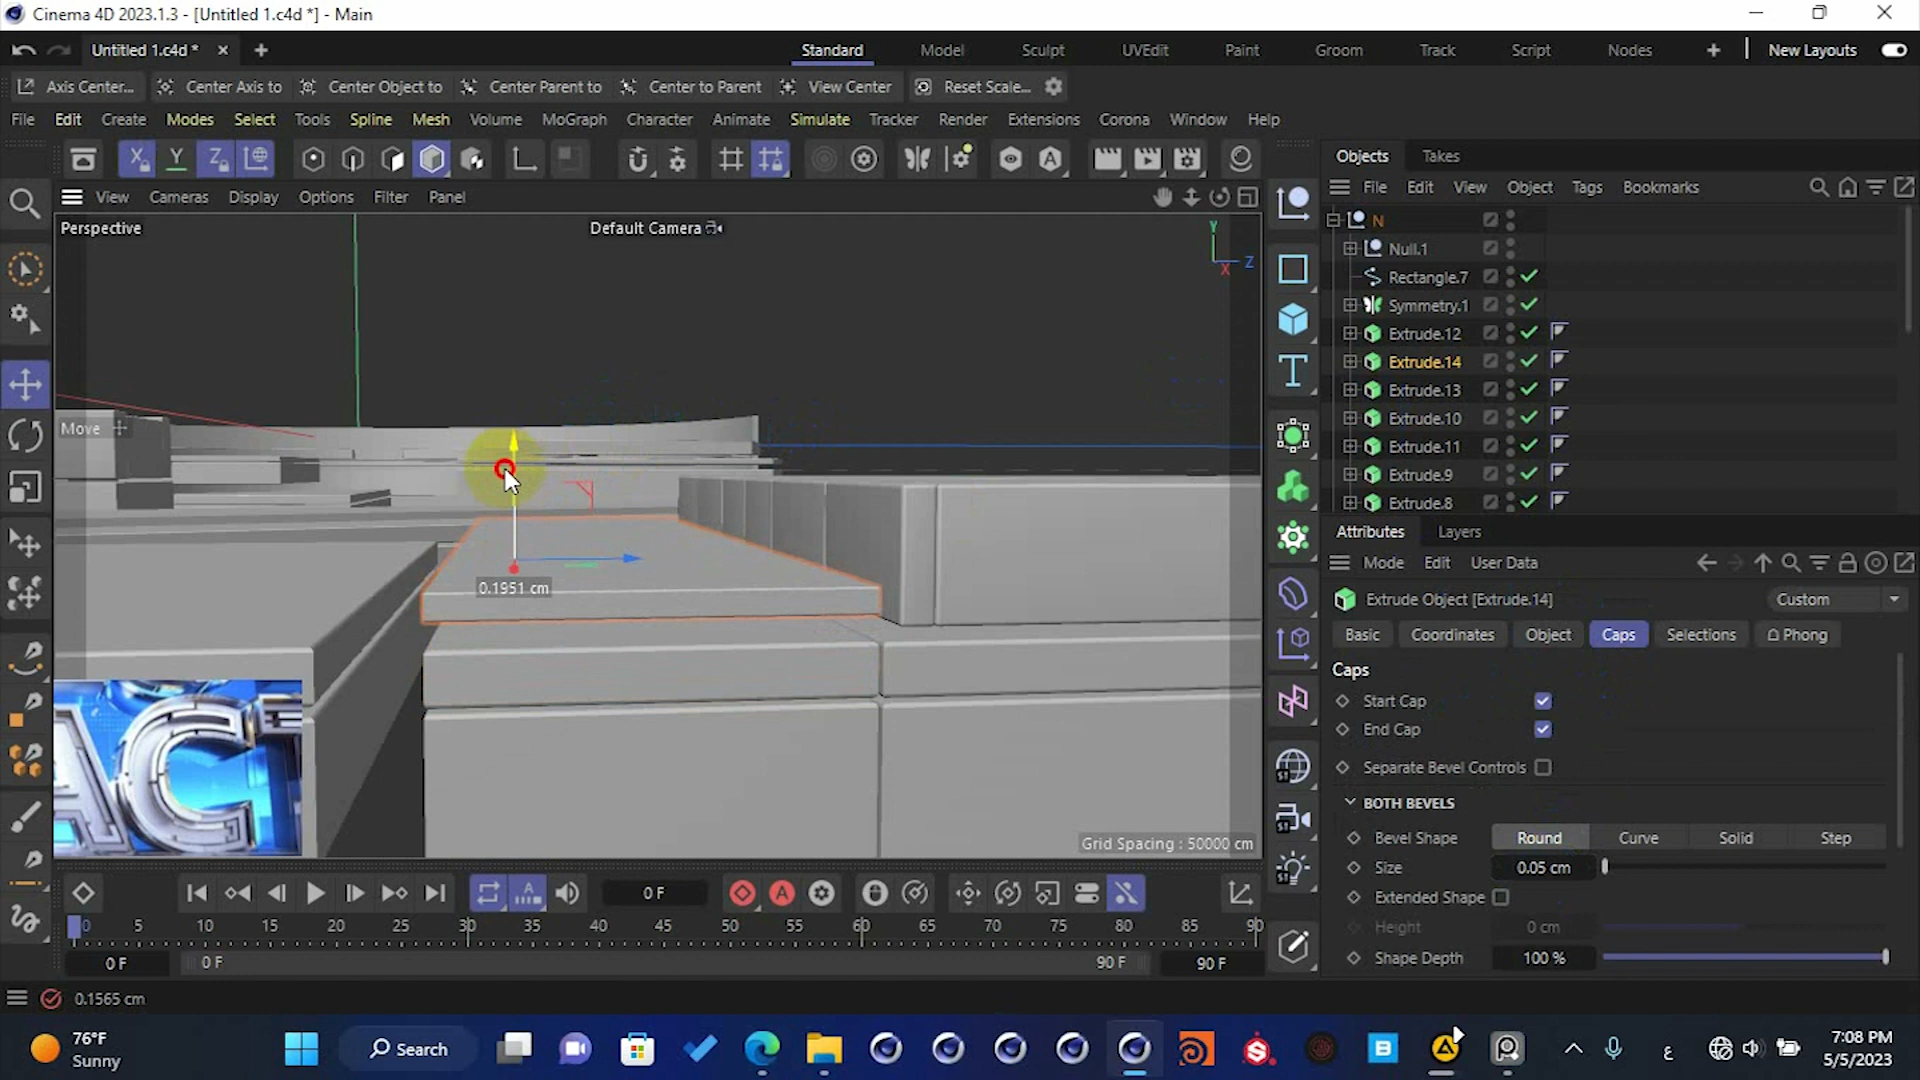 Cinema 4D 2023.1.3 - [Untitled 1.c4d *] - Main
Untitled 1.c4d *
Standard
Model
Sculpt
UVEdit
Paint
Groom
Track
Script
Nodes
New Layouts
Axis Center...
Center Axis to
Center Object to
Center Parent to
Center to Parent
View Center
Reset Scale...
File
Edit
Create
Modes
Select
Tools
Spline
Mesh
Volume
MoGraph
Character
Animate
Simulate
Tracker
Render
Extensions
Corona
Window
Help
Objects
Takes
File
Edit
View
Object
Tags
Bookmarks
View
Cameras
Display
Options
Filter
Panel
Perspective
Default Camera
Y
Z
X
Move
0.1951 cm
Grid Spacing : 50000 cm
N
Null.1
Rectangle.7
Symmetry.1
Extrude.12
Extrude.14
Extrude.13
Extrude.10
Extrude.11
Extrude.9
Extrude.8
Attributes
Layers
Mode
Edit
User Data
Extrude Object [Extrude.14]
Custom
Basic
Coordinates
Object
Caps
Selections
Phong
Caps
Start Cap
End Cap
Separate Bevel Controls
BOTH BEVELS
Bevel Shape
Round
Curve
Solid
Step
Size
0.05 cm
Extended Shape
Height
0 cm
Shape Depth
100 %
0 F
0
5
10
15
20
25
30
35
40
45
50
55
60
65
70
75
80
85
90
0 F
0 F
90 F
90 F
0.1565 cm
76°F
Sunny
Search
ع
7:08 PM
5/5/2023